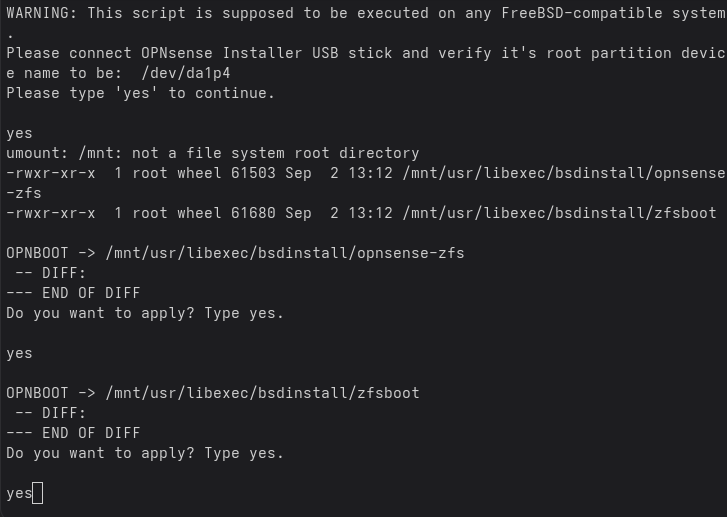 WARNING: This script is supposed to be executed on any FreeBSD-compatible system
.
Please connect OPNsense Installer USB stick and verify it's root partition devic
e name to be:  /dev/da1p4
Please type 'yes' to continue.

yes
umount: /mnt: not a file system root directory
-rwxr-xr-x  1 root wheel 61503 Sep  2 13:12 /mnt/usr/libexec/bsdinstall/opnsense
-zfs
-rwxr-xr-x  1 root wheel 61680 Sep  2 13:12 /mnt/usr/libexec/bsdinstall/zfsboot

OPNBOOT -> /mnt/usr/libexec/bsdinstall/opnsense-zfs
 -- DIFF:
--- END OF DIFF
Do you want to apply? Type yes.

yes

OPNBOOT -> /mnt/usr/libexec/bsdinstall/zfsboot
 -- DIFF:
--- END OF DIFF
Do you want to apply? Type yes.

yes